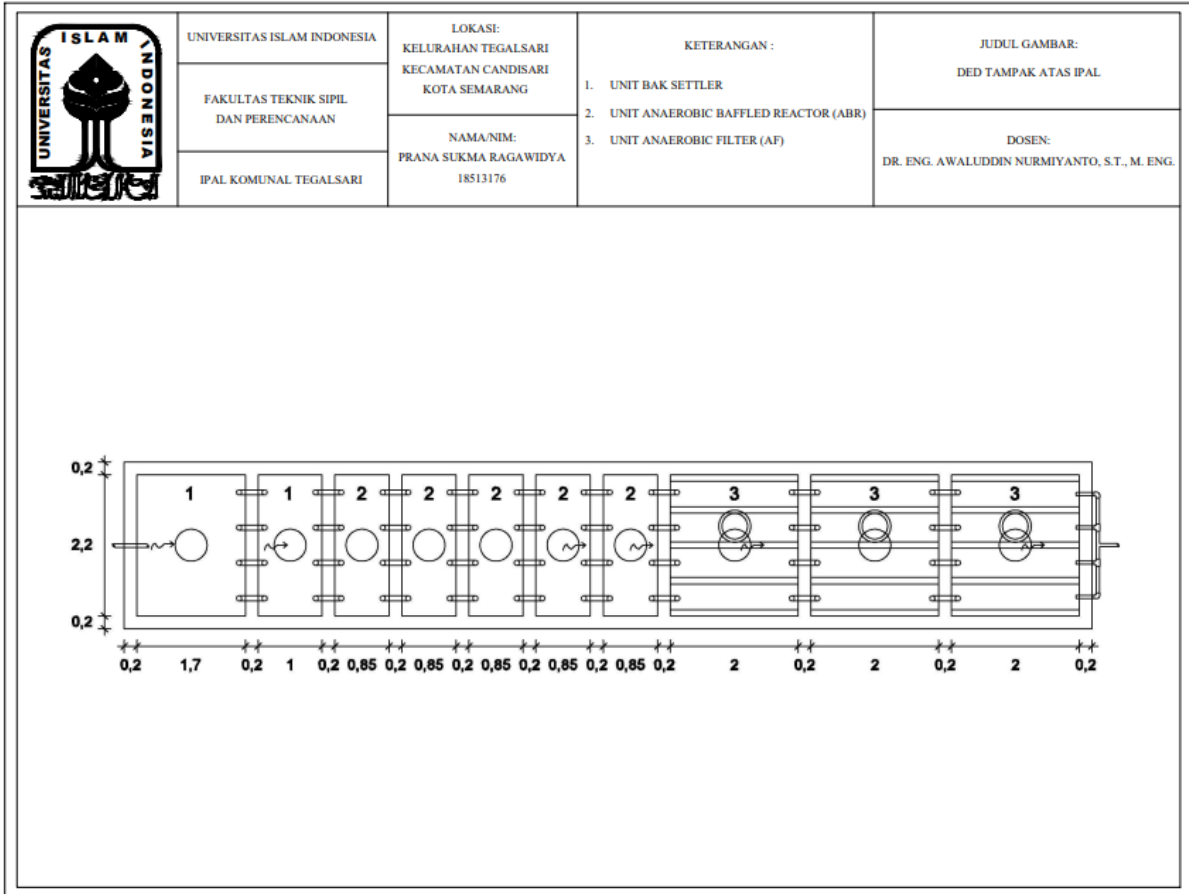 UNIVERSITAS ISLAM INDONESIA
UNIVERSITAS ISLAM INDONESIA
FAKULTAS TEKNIK SIPIL
DAN PERENCANAAN
IPAL KOMUNAL TEGALSARI
LOKASI:
KELURAHAN TEGALSARI
KECAMATAN CANDISARI
KOTA SEMARANG
NAMA/NIM:
PRANA SUKMA RAGAWIDYA
18513176
KETERANGAN :
1. UNIT BAK SETTLER
2. UNIT ANAEROBIC BAFFLED REACTOR (ABR)
3. UNIT ANAEROBIC FILTER (AF)
JUDUL GAMBAR:
DED TAMPAK ATAS IPAL
DOSEN:
DR. ENG. AWALUDDIN NURMIYANTO, S.T., M. ENG.
0,2
1 1 2 2 2 2 2 3 3 3
2,2
0,2
0,2 1,7 0,2 1 0,2 0,85 0,2 0,85 0,2 0,85 0,2 0,85 0,2 0,85 0,2 2 0,2 2 0,2 2 0,2